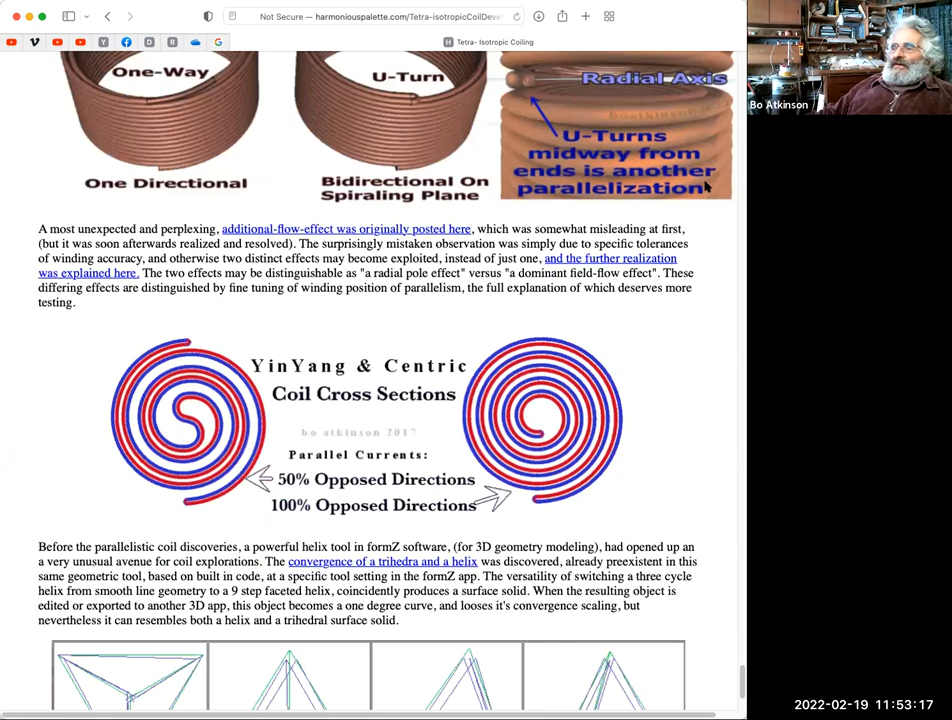 Not Secure — harmoniouspalette.com/Tetra-isotropicCoilDeve
Tetra- Isotropic Coiling
Bo Atkinson
One-Way
U-Turn
Radial Axis
U-Turns
midway from
ends is another
parallelization
One Directional
Bidirectional On
Spiraling Plane
A most unexpected and perplexing, additional-flow-effect was originally posted here, which was somewhat misleading at first,
(but it was soon afterwards realized and resolved). The surprisingly mistaken observation was simply due to specific tolerances
of winding accuracy, and otherwise two distinct effects may become exploited, instead of just one, and the further realization
was explained here. The two effects may be distinguishable as "a radial pole effect" versus "a dominant field-flow effect". These
differing effects are distinguished by fine tuning of winding position of parallelism, the full explanation of which deserves more
testing.
YinYang & Centric
Coil Cross Sections
bo atkinson 2017
Parallel Currents:
50% Opposed Directions
100% Opposed Directions
Before the parallelistic coil discoveries, a powerful helix tool in formZ software, (for 3D geometry modeling), had opened up an
a very unusual avenue for coil explorations. The convergence of a trihedra and a helix was discovered, already preexistent in this
same geometric tool, based on built in code, at a specific tool setting in the formZ app. The versatility of switching a three cycle
helix from smooth line geometry to a 9 step faceted helix, coincidently produces a surface solid. When the resulting object is
edited or exported to another 3D app, this object becomes a one degree curve, and looses it's convergence scaling, but
nevertheless it can resembles both a helix and a trihedral surface solid.
2022-02-19 11:53:17